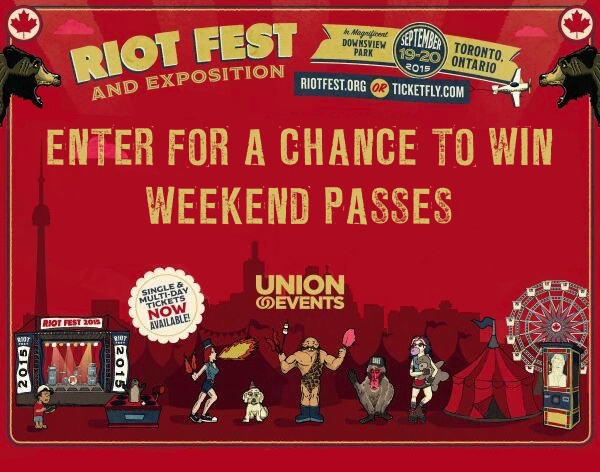 RIOT FEST
AND EXPOSITION
In Magnificent
DOWNSVIEW
PARK
SEPTEMBER
19-20
2015
TORONTO,
ONTARIO
RIOTFEST.ORG OR TICKETFLY.COM
ENTER FOR A CHANCE TO WIN
WEEKEND PASSES
UNION
EVENTS
SINGLE &
MULTI-DAY
TICKETS
NOW
AVAILABLE!
RIOT FEST 2015
RIOT
2015
RIOT
2015